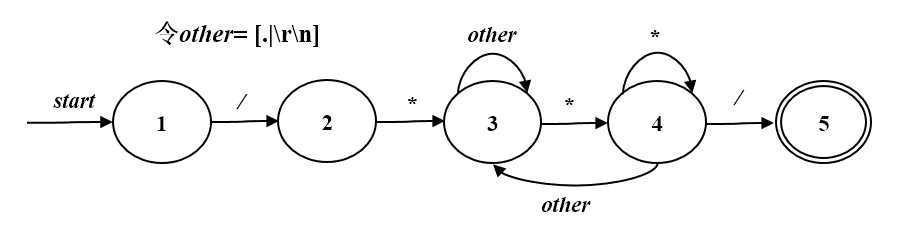 令other= [.|\r\n]
other
*
start
/
*
*
/
1
2
3
4
5
other